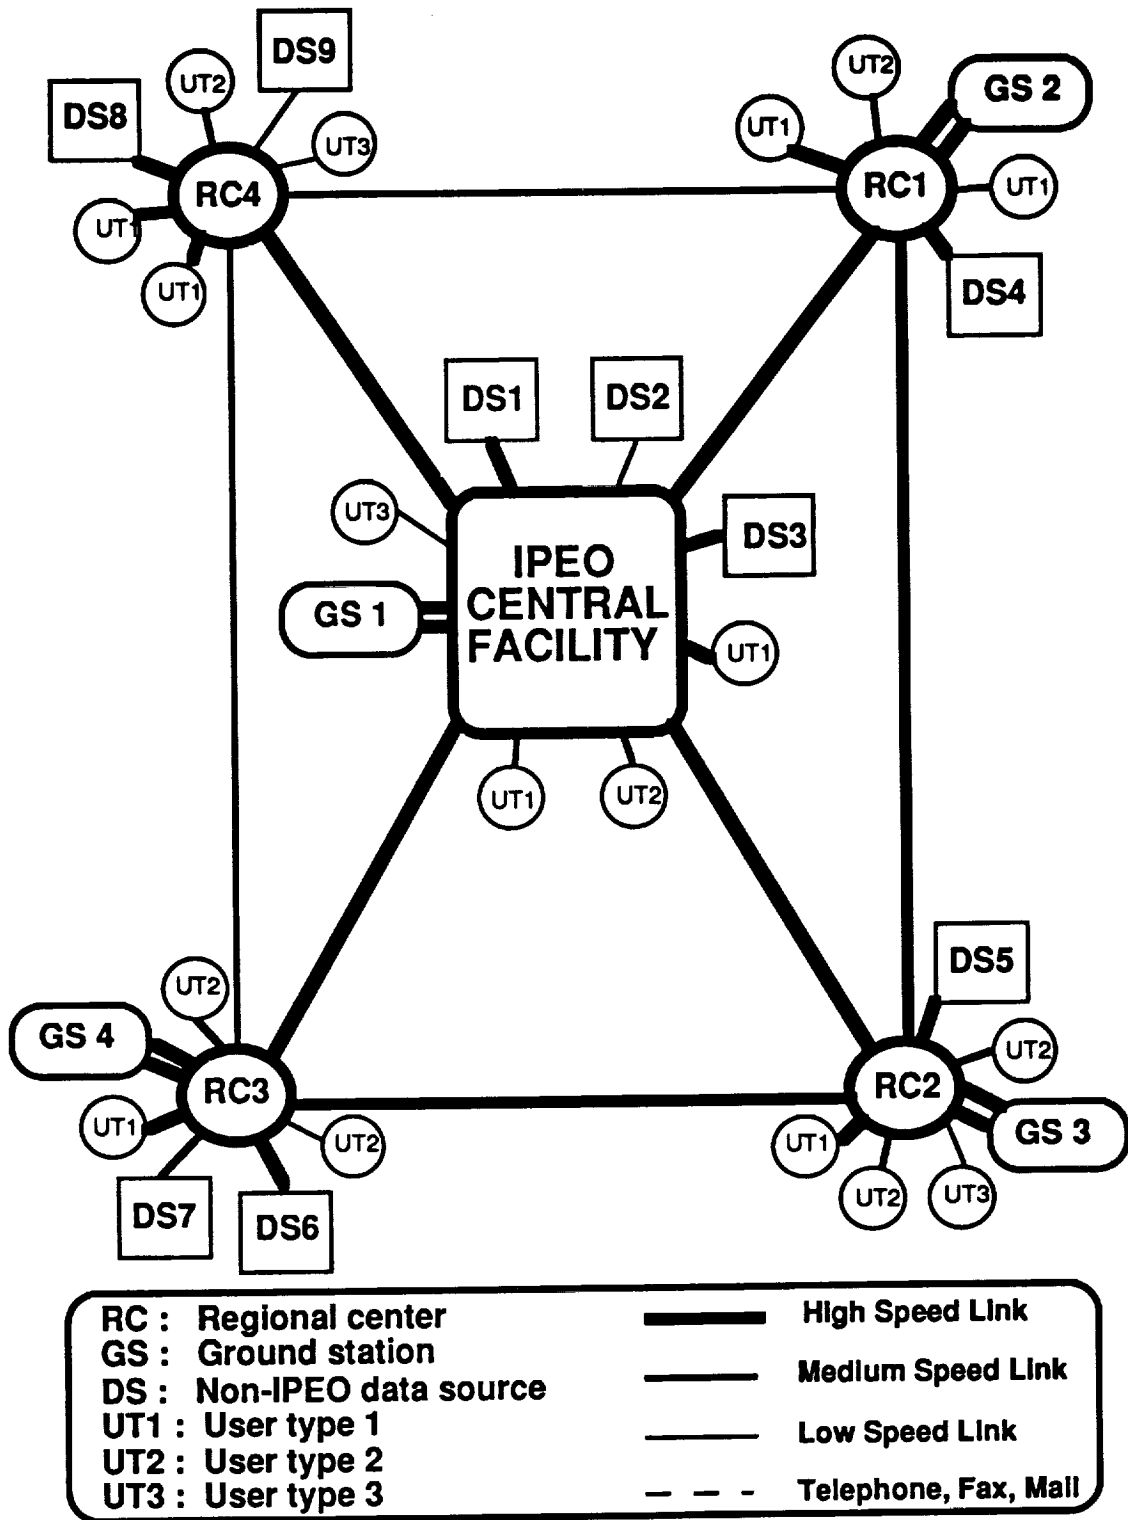 DS9
UT2
DS8
UT3
RC4
UT1
UT1
UT2
GS 2
UT1
RC1
UT1
DS4
DS1
DS2
UT3
DS3
IPEO
CENTRAL
FACILITY
GS 1
UT1
UT1
UT2
UT2
GS 4
RC3
UT1
UT2
DS7
DS6
DS5
UT2
RC2
GS 3
UT1
UT2
UT3
RC : Regional center
GS : Ground station
DS : Non-IPEO data source
UT1 : User type 1
UT2 : User type 2
UT3 : User type 3
High Speed Link
Medium Speed Link
Low Speed Link
Telephone, Fax, Mail